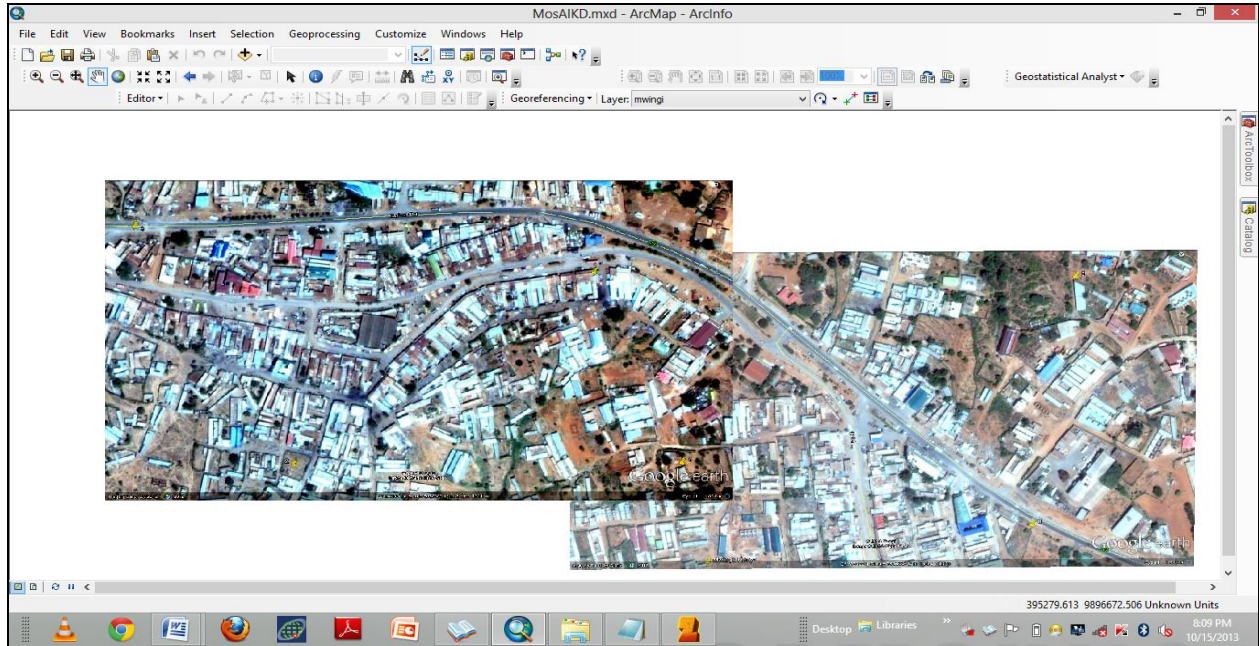 MosAIKD.mxd - ArcMap - ArcInfo
File Edit View Bookmarks Insert Selection Geoprocessing Customize Windows Help
100%
Geostatistical Analyst
Editor Georeferencing Layer: mwingi
ArcToolbox
Catalog
Google earth
Google earth
395279.613 9896672.506 Unknown Units
Desktop Libraries
8:09 PM
10/15/2013